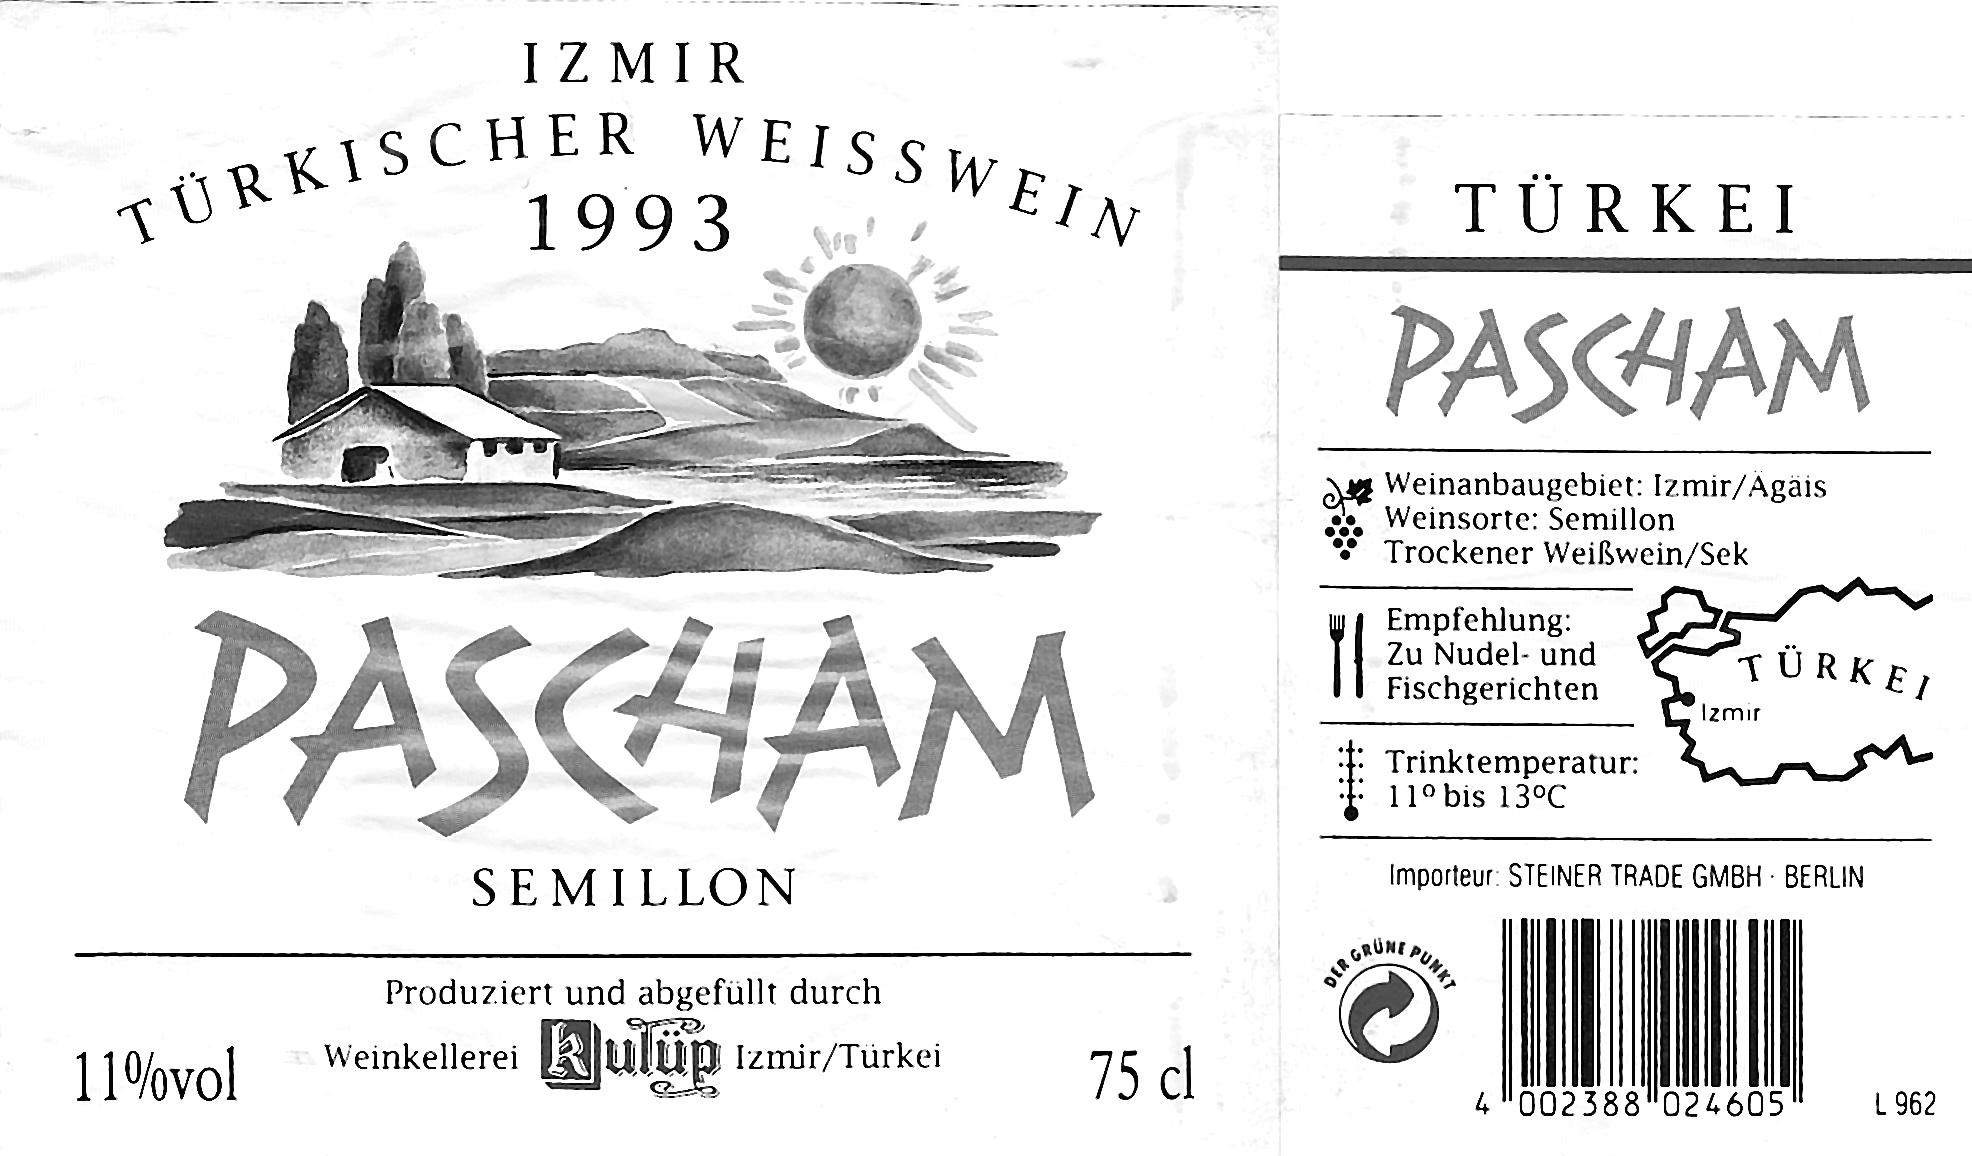 IZMIR
TÜRKISCHER WEISSWEIN
1993
PASCHAM
SEMILLON
Produziert und abgefüllt durch
Weinkellerei Kulüp Izmir/Türkei
11%vol
75 cl
TÜRKEI
PASCHAM
Weinanbaugebiet: Izmir/Ägäis
Weinsorte: Semillon
Trockener Weißwein/Sek
Empfehlung:
Zu Nudel- und
Fischgerichten
TÜRKEI
Izmir
Trinktemperatur:
11° bis 13°C
Importeur: STEINER TRADE GMBH · BERLIN
DER GRÜNE PUNKT
4 002388 024605
L 962